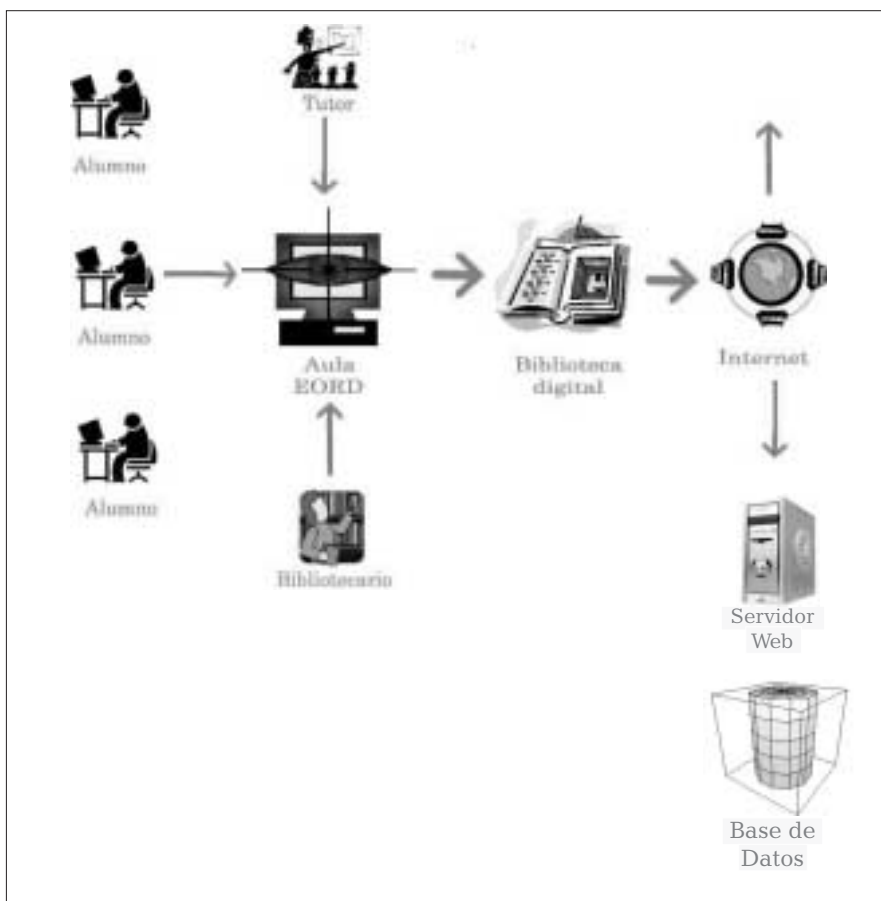 Tutor
Alumno
Alumno
Aula
EORD
Biblioteca
digital
Internet
Alumno
Bibliotecario
Servidor
Web
Base de
Datos